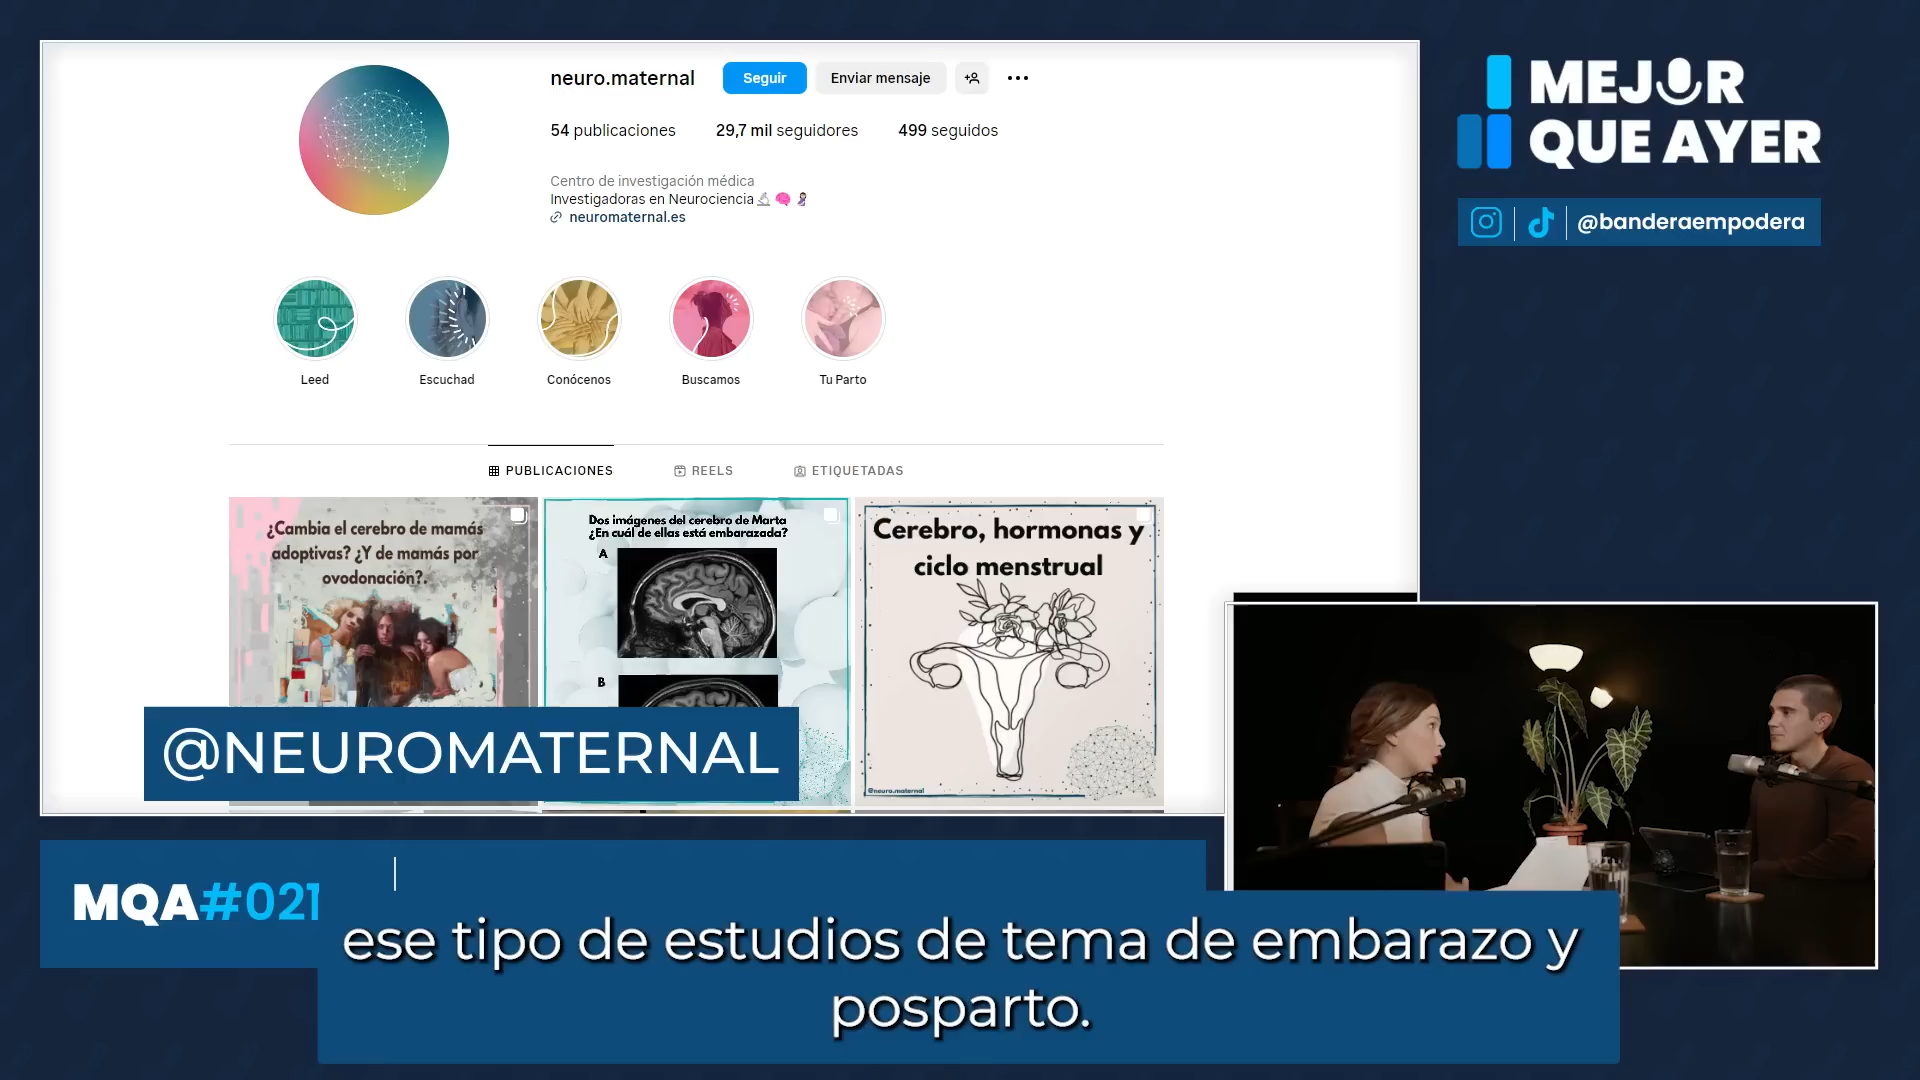 neuro.maternal
Seguir
Enviar mensaje
54 publicaciones
29,7 mil seguidores
499 seguidos
Centro de investigación médica
Investigadoras en Neurociencia
neuromaternal.es
Leed
Escuchad
Conócenos
Buscamos
Tu Parto
PUBLICACIONES
REELS
ETIQUETADAS
¿Cambia el cerebro de mamás
adoptivas? ¿Y de mamás por
ovodonación?.
Dos imágenes del cerebro de Marta
¿En cuál de ellas está embarazada?
A
B
Cerebro, hormonas y
ciclo menstrual
@neuro.maternal
@NEUROMATERNAL
MEJOR
QUE AYER
@banderaempodera
MQA#021
ese tipo de estudios de tema de embarazo y
posparto.